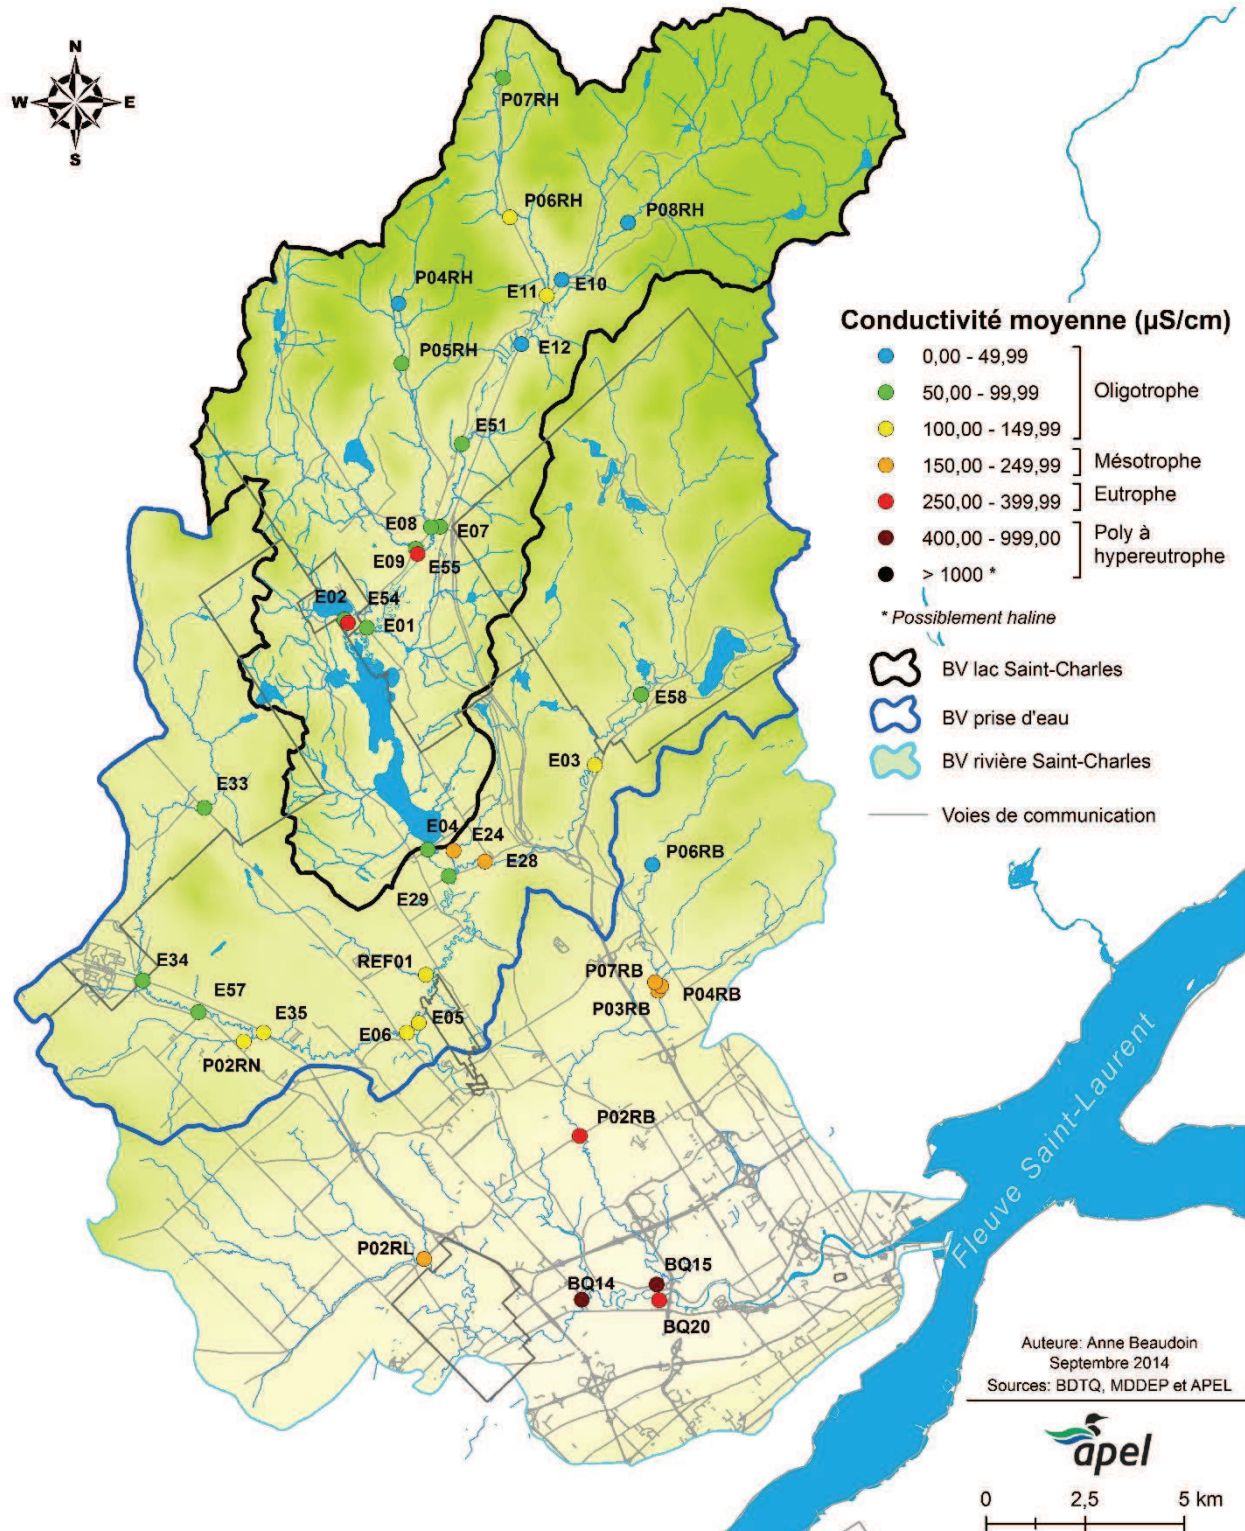 N
W
E
S
P07RH
P06RH
P08RH
P04RH
E10
E11
E12
P05RH
E51
E08
E07
E09
E55
E02
E54
E01
E58
E03
E33
E04
E24
E28
P06RB
E29
REF01
E34
E57
E35
P02RN
E06
E05
P07RB
P04RB
P03RB
P02RB
P02RL
BQ15
BQ14
BQ20
Conductivité moyenne (µS/cm)
0,00 - 49,99
50,00 - 99,99
100,00 - 149,99
Oligotrophe
150,00 - 249,99
Mésotrophe
250,00 - 399,99
Eutrophe
400,00 - 999,00
> 1000 *
Poly à
hypereutrophe
* Possiblement haline
BV lac Saint-Charles
BV prise d'eau
BV rivière Saint-Charles
Voies de communication
Fleuve Saint-Laurent
Auteure: Anne Beaudoin
Septembre 2014
Sources: BDTQ, MDDEP et APEL
apel
0 2,5 5 km